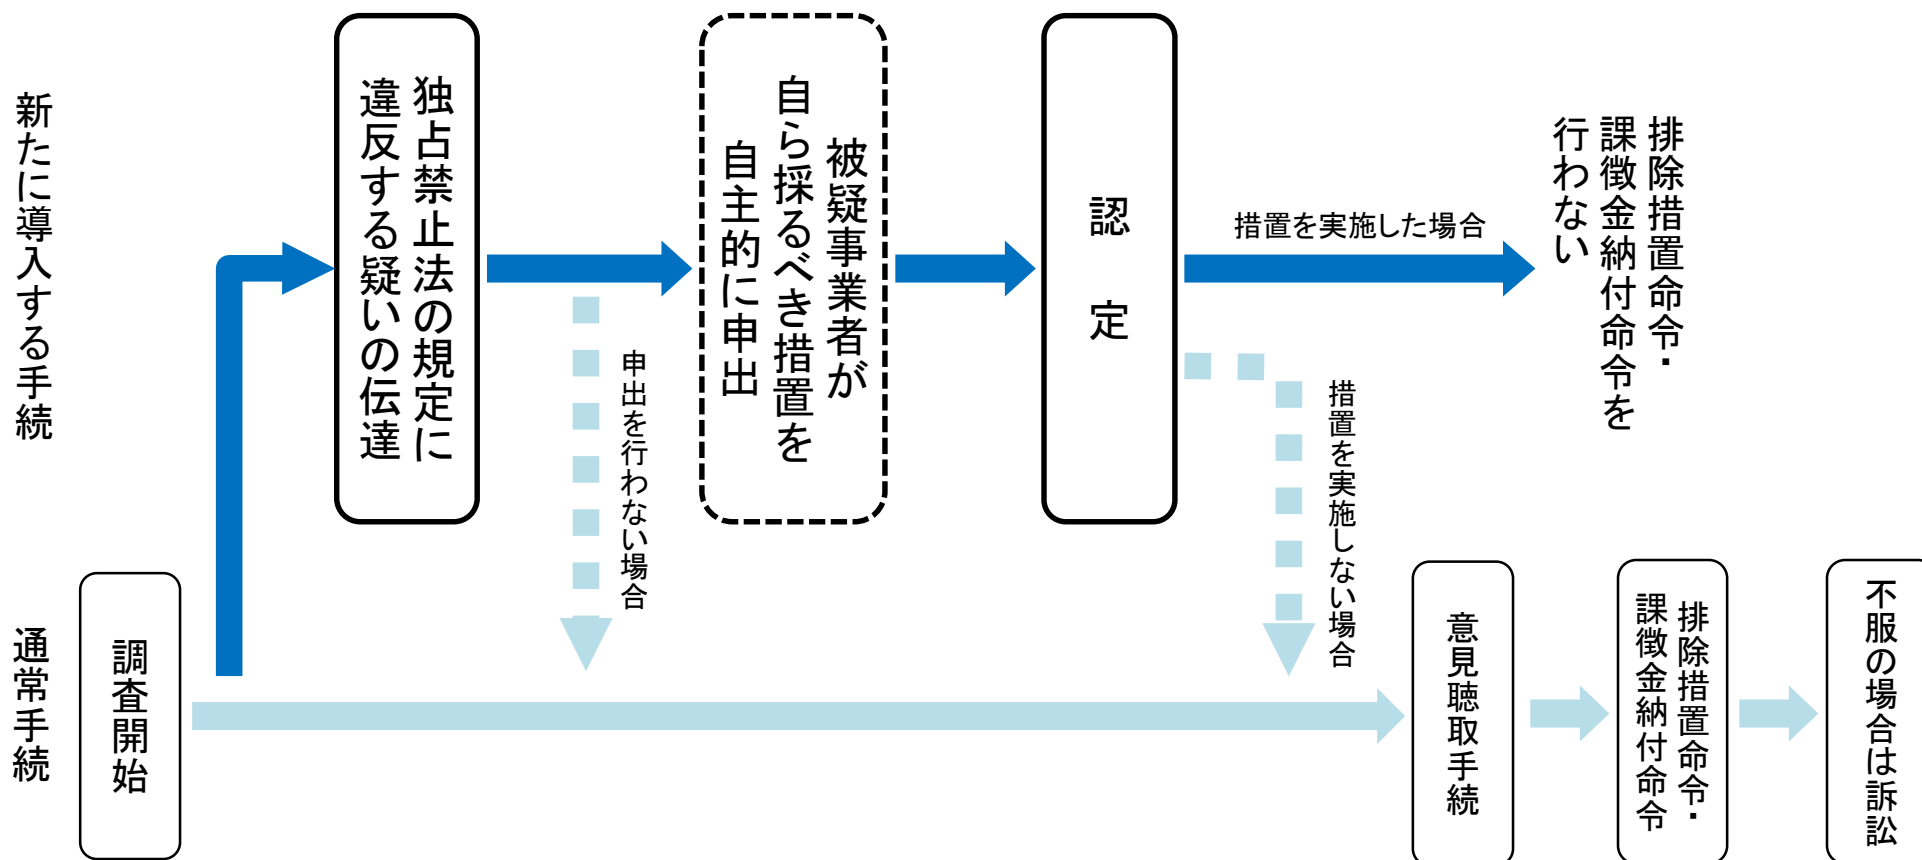 新たに導入する手続
独占禁止法の規定に
違反する疑いの伝達
被疑事業者が
自ら採るべき措置を
自主的に申出
認定
措置を実施した場合
排除措置命令・
課徴金納付命令を
行わない
申出を行わない場合
措置を実施しない場合
通常手続
調査開始
意見聴取手続
排除措置命令・
課徴金納付命令
不服の場合は訴訟